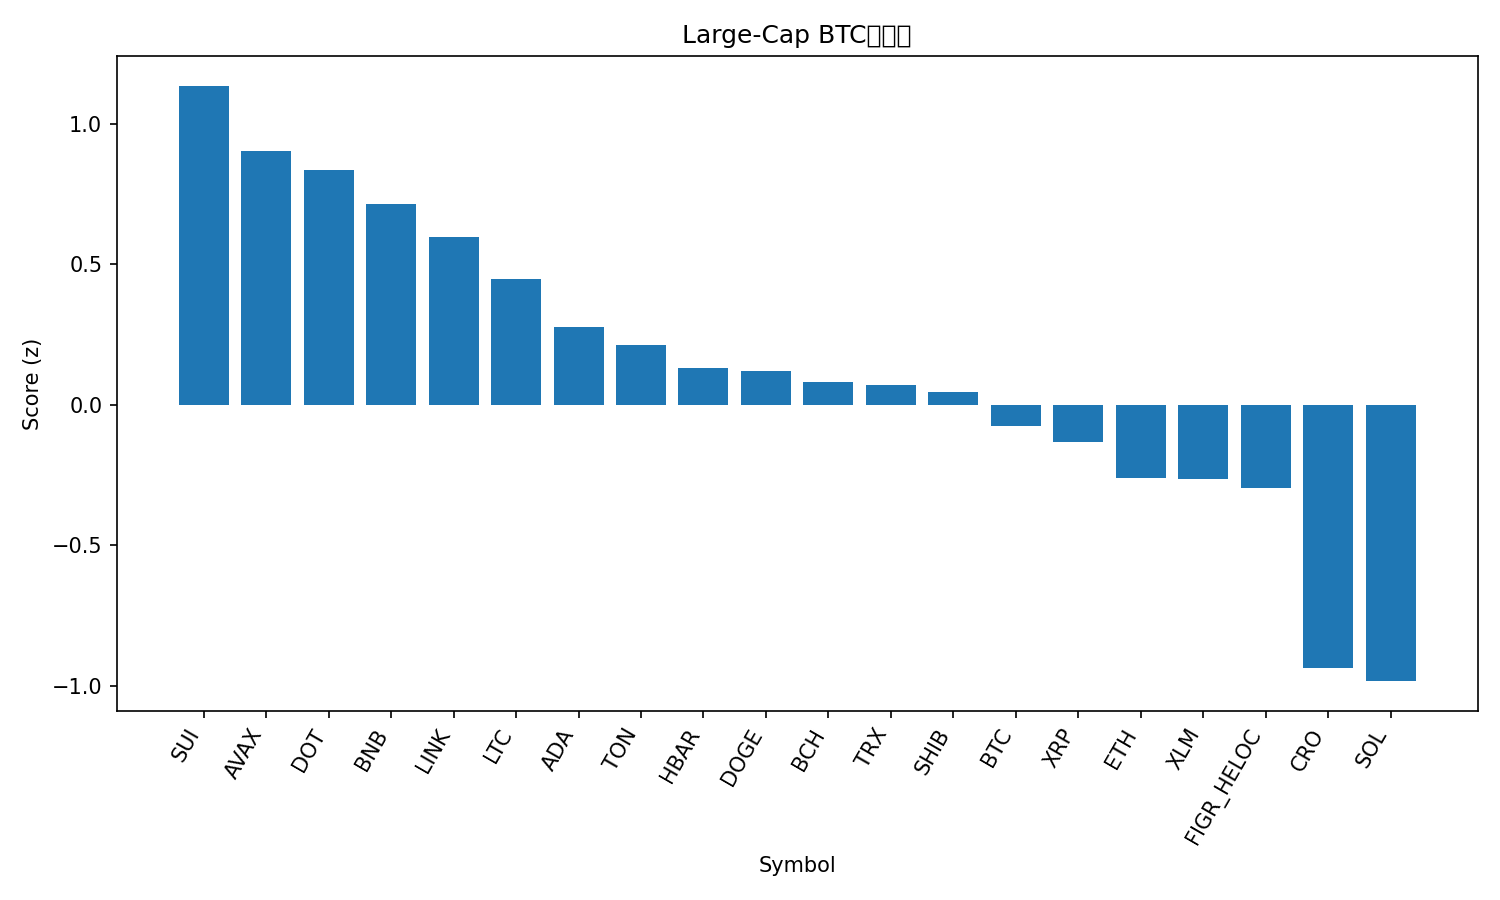 Large-Cap BTC
1.0
0.5
0.0
−0.5
−1.0
Score (z)
SUI
AVAX
DOT
BNB
LINK
LTC
ADA
TON
HBAR
DOGE
BCH
TRX
SHIB
BTC
XRP
ETH
XLM
FIGR_HELOC
CRO
SOL
Symbol